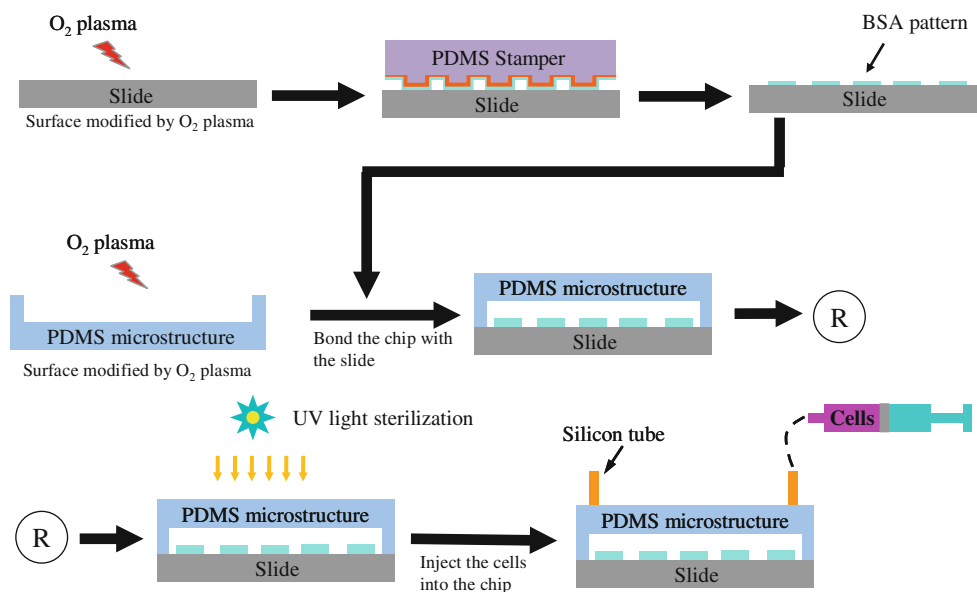 O₂ plasma
Slide
Surface modified by O₂ plasma
PDMS Stamper
Slide
BSA pattern
Slide
O₂ plasma
PDMS microstructure
Surface modified by O₂ plasma
Bond the chip with
the slide
PDMS microstructure
Slide
R
UV light sterilization
R
PDMS microstructure
Slide
Inject the cells
into the chip
Silicon tube
Cells
PDMS microstructure
Slide